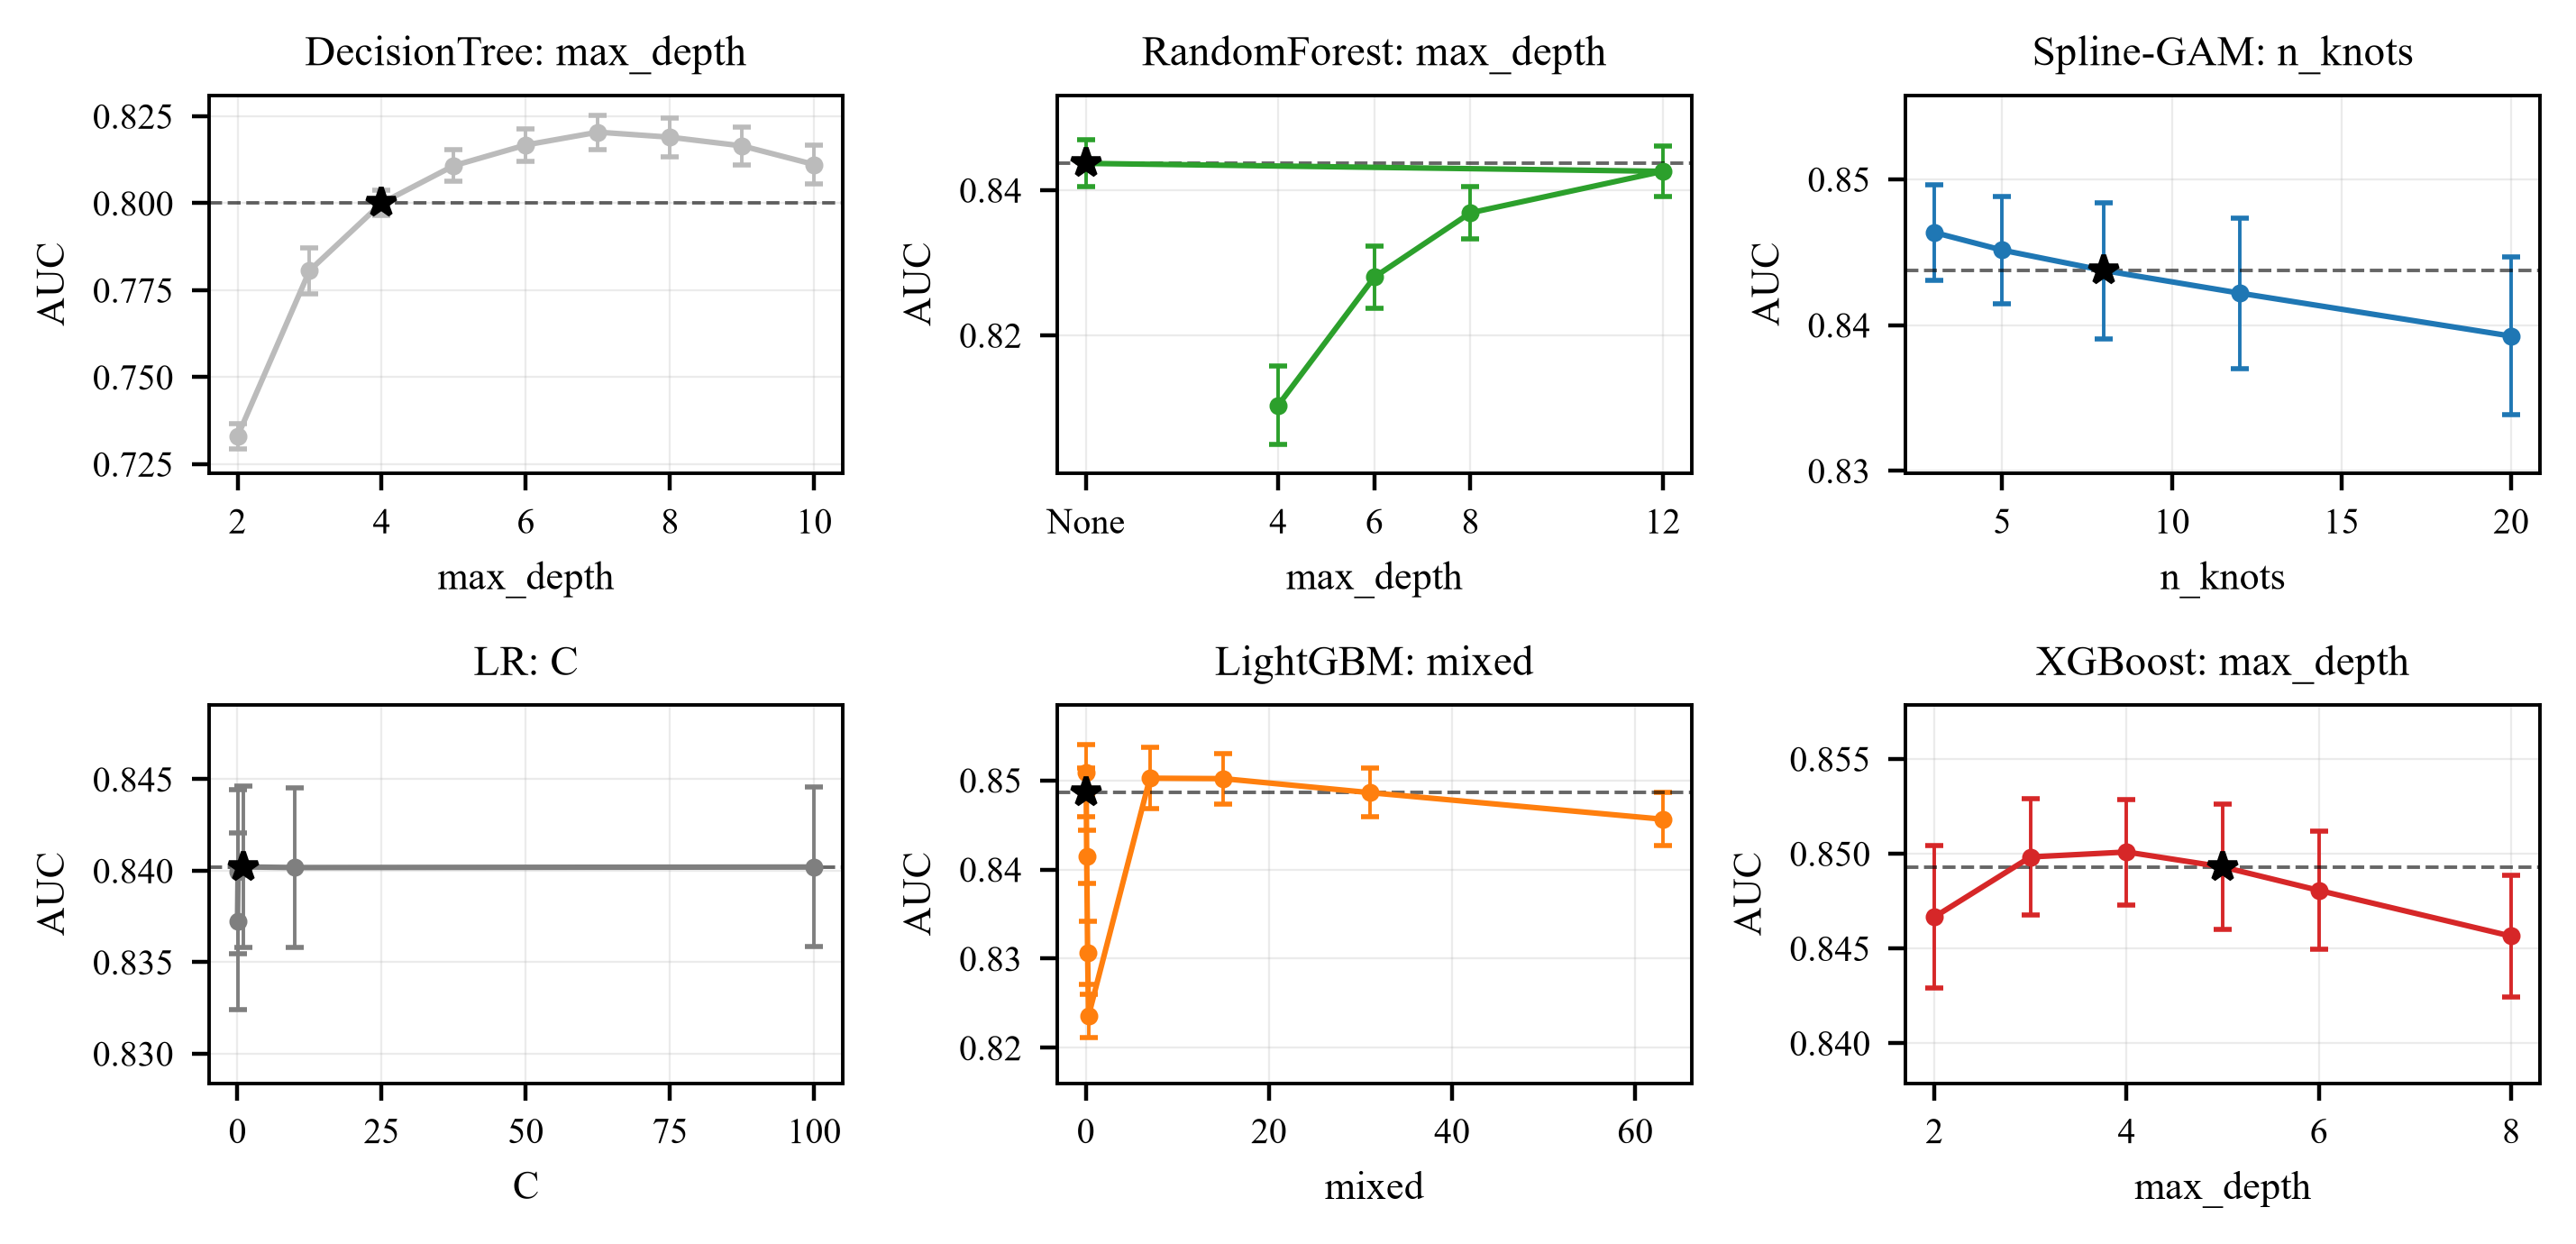 DecisionTree: max_depth
0.825
0.800
0.775
0.750
0.725
AUC
2 4 6 8 10
max_depth
RandomForest: max_depth
0.84
0.82
AUC
None 4 6 8 12
max_depth
Spline-GAM: n_knots
0.85
0.84
0.83
AUC
5 10 15 20
n_knots
LR: C
0.845
0.840
0.835
0.830
AUC
0 25 50 75 100
C
LightGBM: mixed
0.85
0.84
0.83
0.82
AUC
0 20 40 60
mixed
XGBoost: max_depth
0.855
0.850
0.845
0.840
AUC
2 4 6 8
max_depth